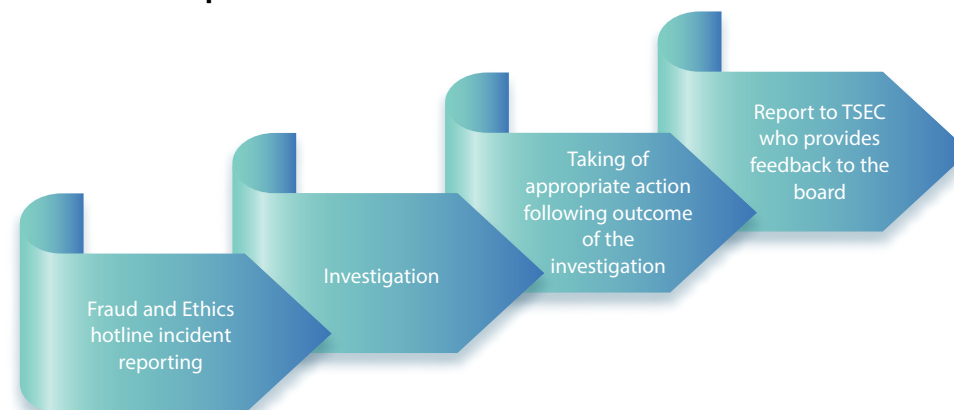 Fraud and Ethics
hotline incident
reporting
Investigation
Taking of
appropriate action
following outcome
of the
investigation
Report to TSEC
who provides
feedback to the
board